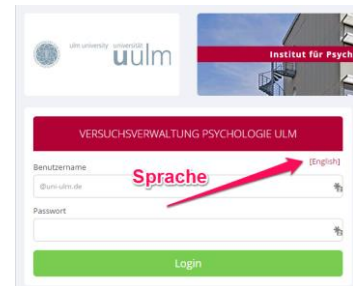 ulm university universität
uulm
Institut für Psych
VERSUCHSVERWALTUNG PSYCHOLOGIE ULM
[English]
Benutzername
Sprache
@uni-ulm.de
Passwort
Login